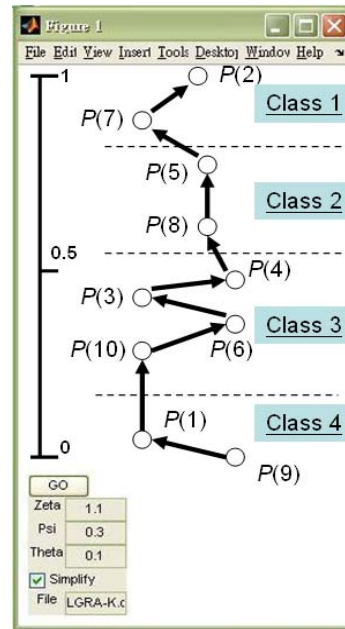 Figure 1
File Edit View Insert Tools Desktop Window Help
1
P(2)
Class 1
P(7)
P(5)
Class 2
P(8)
0.5
P(4)
P(3)
Class 3
P(10)
P(6)
P(1)
Class 4
0
P(9)
GO
Zeta 1.1
Psi 0.3
Theta 0.1
Simplify
File LGRA-K.c